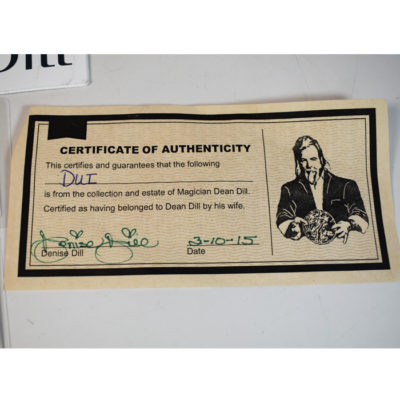 CERTIFICATE OF AUTHENTICITY
This certifies and guarantees that the following
DUI
is from the collection and estate of Magician Dean Dill.
Certified as having belonged to Dean Dill by his wife.
Denise Dill 3-10-15
Denise Dill Date